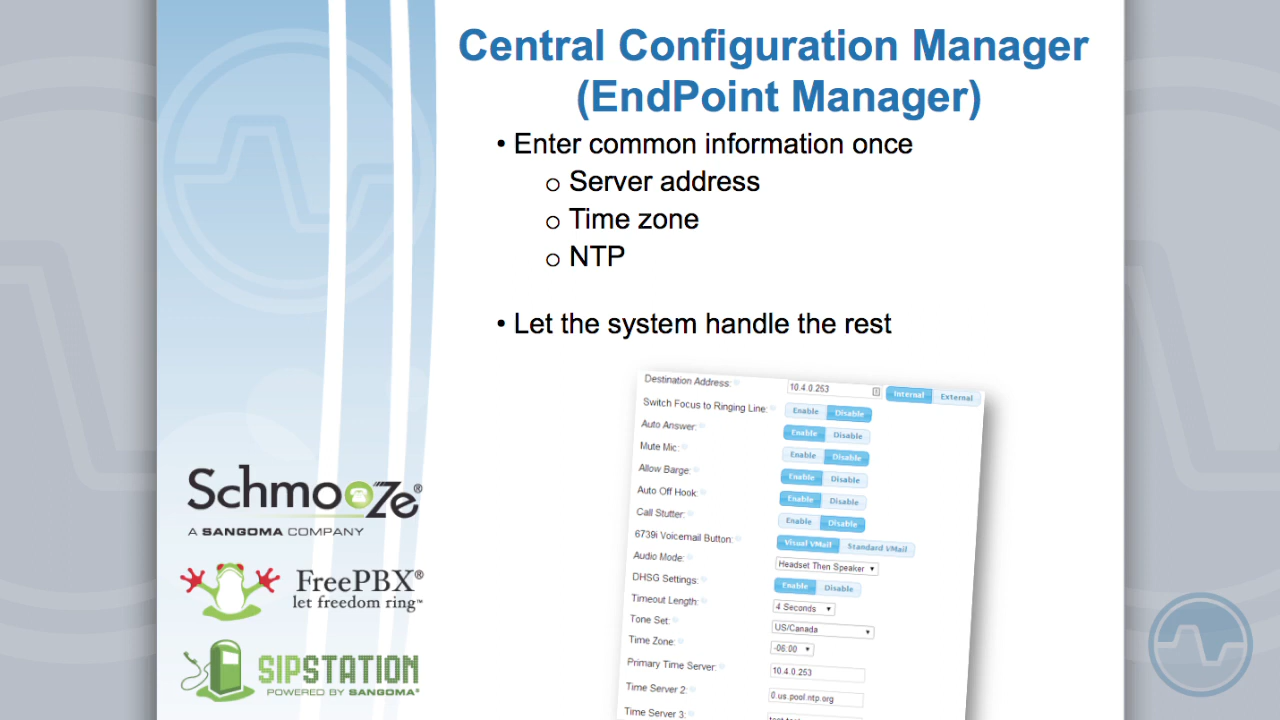 Central Configuration Manager
(EndPoint Manager)
• Enter common information once
o Server address
o Time zone
o NTP
• Let the system handle the rest
Destination Address: 10.4.0.253 Internal External
Switch Focus to Ringing Line: Enable Disable
Auto Answer: Enable Disable
Mute Mic: Enable Disable
Allow Barge: Enable Disable
Auto Off Hook: Enable Disable
Call Stutter: Enable Disable
6739i Voicemail Button: Visual VMail Standard VMail
Audio Mode: Headset Then Speaker
DHSG Settings: Enable Disable
Timeout Length: 4 Seconds
Tone Set: US/Canada
Time Zone: -06:00
Primary Time Server: 10.4.0.253
Time Server 2: 0.us.pool.ntp.org
Time Server 3:
Schmooze®
A SANGOMA COMPANY
FreePBX®
let freedom ring™
SIPSTATION
POWERED BY SANGOMA®